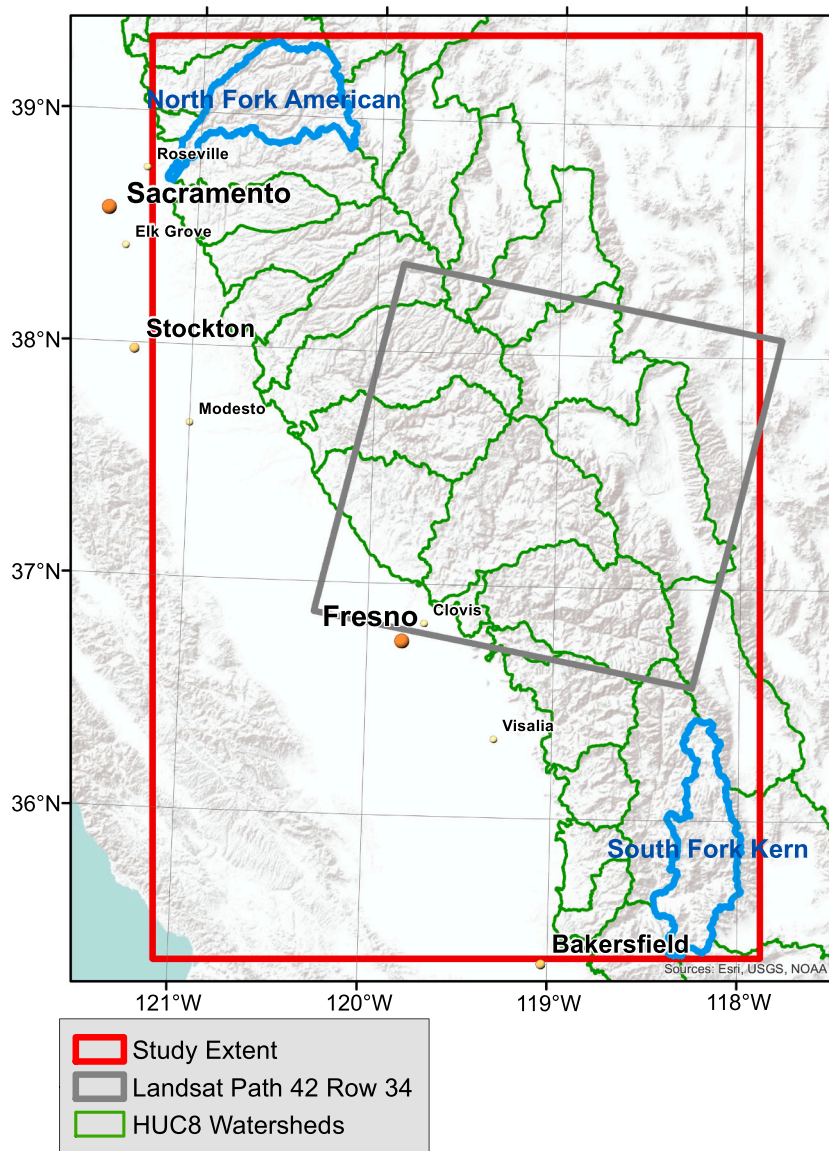 39°N
North Fork American
Roseville
Sacramento
Elk Grove
38°N
Stockton
Modesto
37°N
Clovis
Fresno
Visalia
36°N
South Fork Kern
Bakersfield
Sources: Esri, USGS, NOAA
121°W
120°W
119°W
118°W
Study Extent
Landsat Path 42 Row 34
HUC8 Watersheds